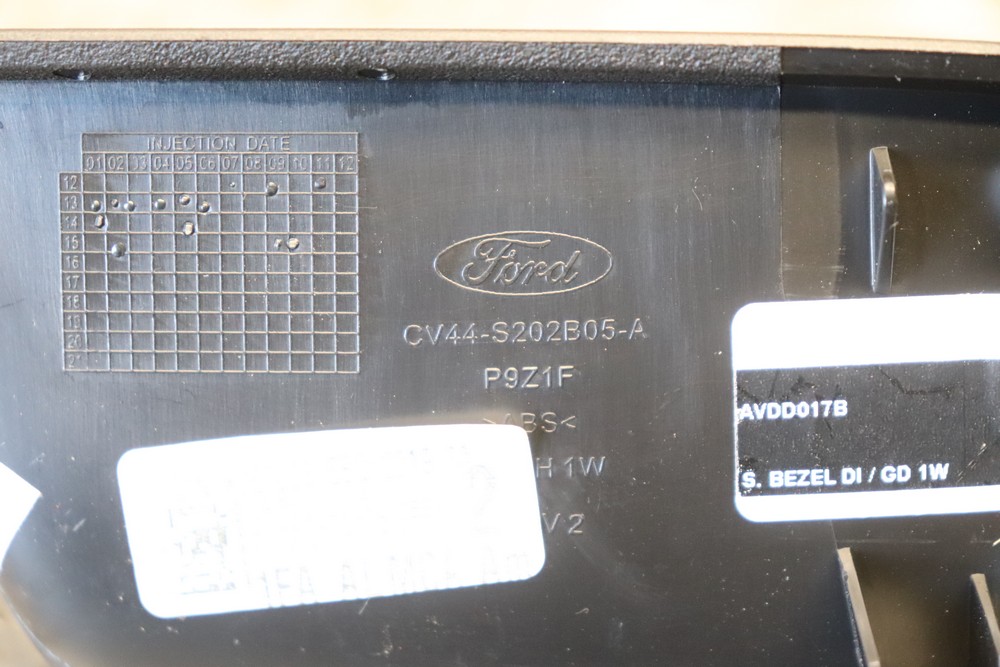 INJECTION DATE
01 02 03 04 05 06 07 08 09 10 11 12
12
13
14
15
16
17
18
19
20
21
Ford
CV44-S202B05-A
P9Z1F
>ABS<
H 1W
V 2
AVDD017B
S. BEZEL DI / GD 1W